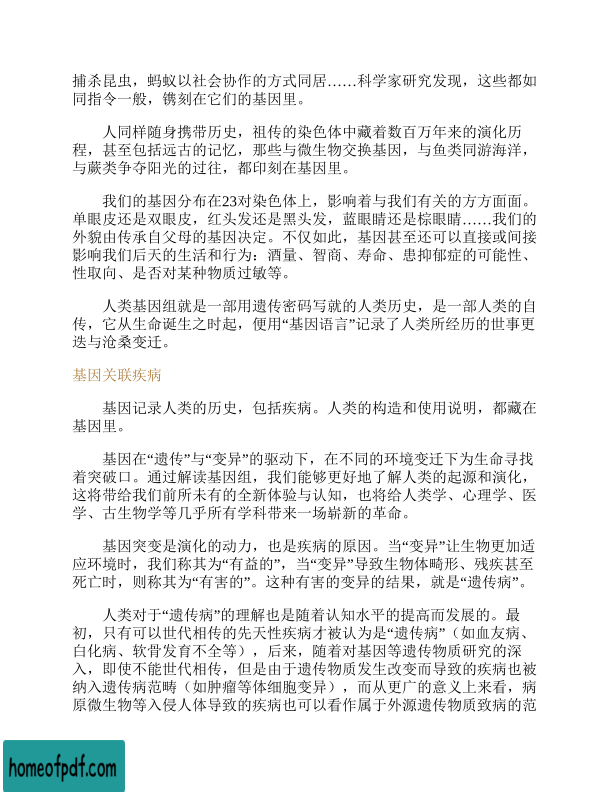 捕杀昆虫，蚂蚁以社会协作的方式同居……科学家研究发现，这些都如
同指令一般，镌刻在它们的基因里。
人同样随身携带历史，祖传的染色体中藏着数百万年来的演化历
程，甚至包括远古的记忆，那些与微生物交换基因，与鱼类同游海洋，
与蕨类争夺阳光的过往，都印刻在基因里。
我们的基因分布在23对染色体上，影响着与我们有关的方方面面。
单眼皮还是双眼皮，红头发还是黑头发，蓝眼睛还是棕眼睛……我们的
外貌由传承自父母的基因决定。不仅如此，基因甚至还可以直接或间接
影响我们后天的生活和行为：酒量、智商、寿命、患抑郁症的可能性、
性取向、是否对某种物质过敏等。
人类基因组就是一部用遗传密码写就的人类历史，是一部人类的自
传，它从生命诞生之时起，便用“基因语言”记录了人类所经历的世事更
迭与沧桑变迁。
基因关联疾病
基因记录人类的历史，包括疾病。人类的构造和使用说明，都藏在
基因里。
基因在“遗传”与“变异”的驱动下，在不同的环境变迁下为生命寻找
着突破口。通过解读基因组，我们能够更好地了解人类的起源和演化，
这将带给我们前所未有的全新体验与认知，也将给人类学、心理学、医
学、古生物学等几乎所有学科带来一场崭新的革命。
基因突变是演化的动力，也是疾病的原因。当“变异”让生物更加适
应环境时，我们称其为“有益的”，当“变异”导致生物体畸形、残疾甚至
死亡时，则称其为“有害的”。这种有害的变异的结果，就是“遗传病”。
人类对于“遗传病”的理解也是随着认知水平的提高而发展的。最
初，只有可以世代相传的先天性疾病才被认为是“遗传病”（如血友病、
白化病、软骨发育不全等），后来，随着对基因等遗传物质研究的深
入，即使不能世代相传，但是由于遗传物质发生改变而导致的疾病也被
纳入遗传病范畴（如肿瘤等体细胞变异），而从更广的意义上来看，病
原微生物等入侵人体导致的疾病也可以看作属于外源遗传物质致病的范
homeofpdf.com